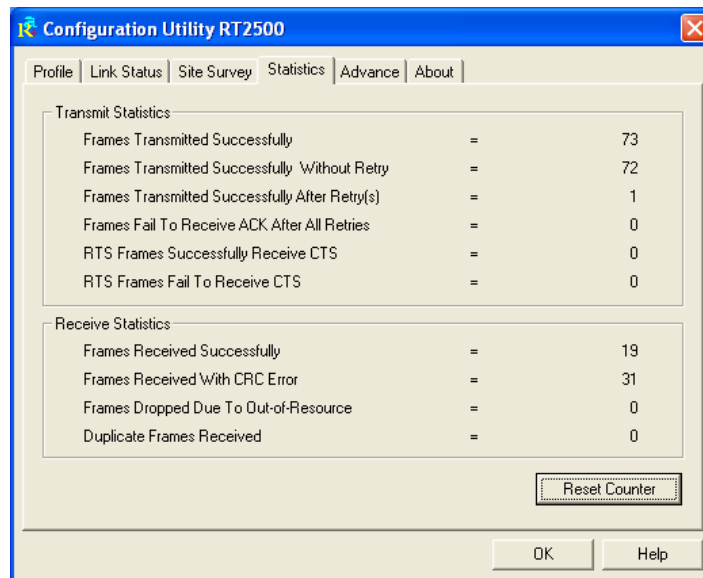 Configuration Utility RT2500
Profile Link Status Site Survey Statistics Advance About
Transmit Statistics
Frames Transmitted Successfully = 73
Frames Transmitted Successfully Without Retry = 72
Frames Transmitted Successfully After Retry(s) = 1
Frames Fail To Receive ACK After All Retries = 0
RTS Frames Successfully Receive CTS = 0
RTS Frames Fail To Receive CTS = 0
Receive Statistics
Frames Received Successfully = 19
Frames Received With CRC Error = 31
Frames Dropped Due To Out-of-Resource = 0
Duplicate Frames Received = 0
Reset Counter
OK Help